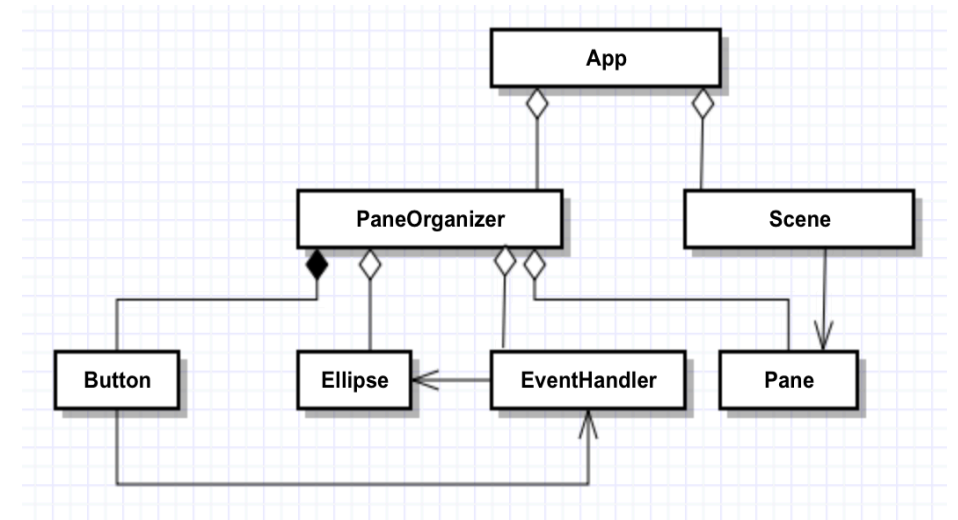 App
PaneOrganizer
Scene
Button
Ellipse
EventHandler
Pane